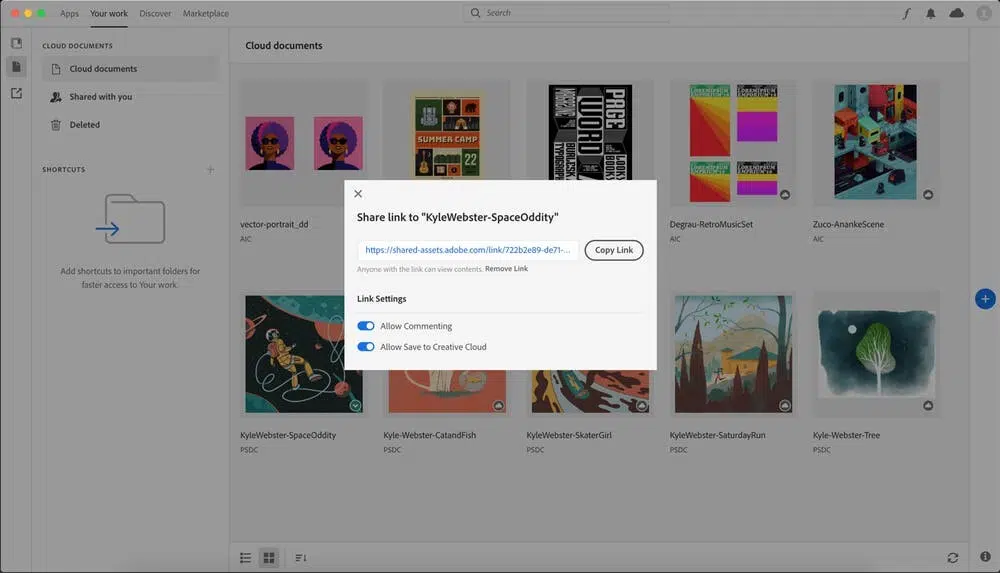 Apps Your work Discover Marketplace
Search
CLOUD DOCUMENTS
Cloud documents
Shared with you
Deleted
SHORTCUTS
Add shortcuts to important folders for
faster access to Your work.
Cloud documents
SUMMER CAMP
22
PAGE
WORD
LOREMIPSUM
EMPORIUM
LOREMIPSUM
EMPORIUM
vector-portrait_dd
AIC
Degrau-RetroMusicSet
AIC
Zuco-AnankeScene
AIC
Share link to "KyleWebster-SpaceOddity"
https://shared-assets.adobe.com/link/722b2e89-de71-...
Copy Link
Anyone with the link can view contents. Remove Link
Link Settings
Allow Commenting
Allow Save to Creative Cloud
KyleWebster-SpaceOddity
PSDC
Kyle-Webster-CatandFish
PSDC
KyleWebster-SkaterGirl
PSDC
KyleWebster-SaturdayRun
PSDC
Kyle-Webster-Tree
PSDC